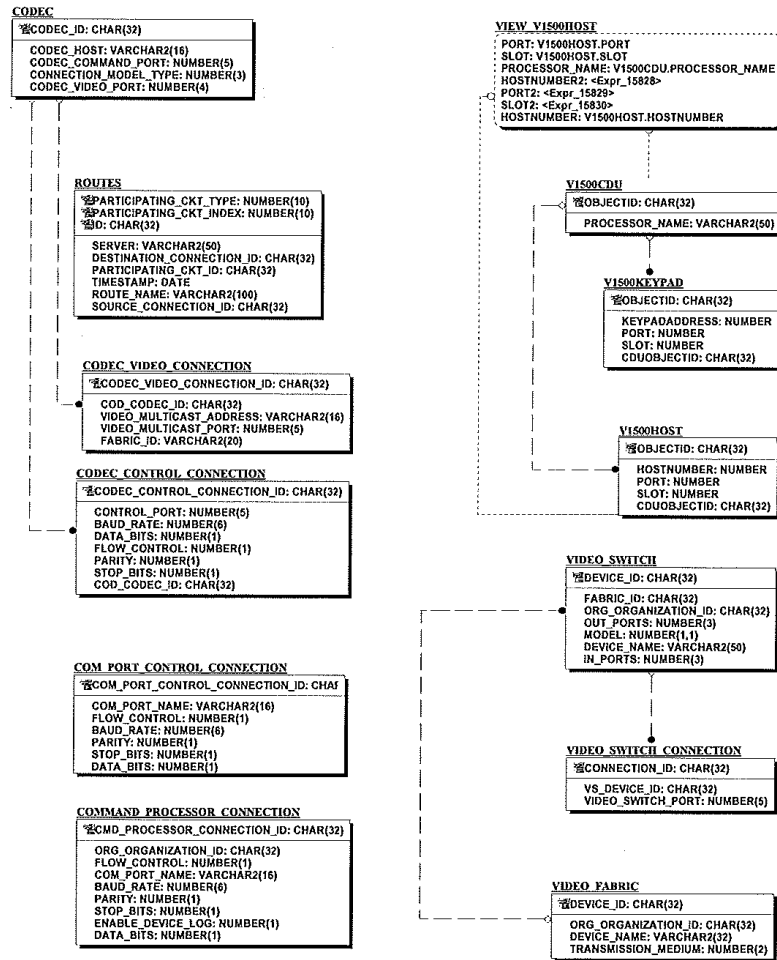 CODEC
CODEC_ID: CHAR(32)
CODEC_HOST: VARCHAR2(16)
CODEC_COMMAND_PORT: NUMBER(5)
CONNECTION_MODEL_TYPE: NUMBER(3)
CODEC_VIDEO_PORT: NUMBER(4)
ROUTES
PARTICIPATING_CKT_TYPE: NUMBER(10)
PARTICIPATING_CKT_INDEX: NUMBER(10)
ID: CHAR(32)
SERVER: VARCHAR2(50)
DESTINATION_CONNECTION_ID: CHAR(32)
PARTICIPATING_CKT_ID: CHAR(32)
TIMESTAMP: DATE
ROUTE_NAME: VARCHAR2(100)
SOURCE_CONNECTION_ID: CHAR(32)
CODEC_VIDEO_CONNECTION
CODEC_VIDEO_CONNECTION_ID: CHAR(32)
COD_CODEC_ID: CHAR(32)
VIDEO_MULTICAST_ADDRESS: VARCHAR2(16)
VIDEO_MULTICAST_PORT: NUMBER(5)
FABRIC_ID: VARCHAR2(20)
CODEC_CONTROL_CONNECTION
CODEC_CONTROL_CONNECTION_ID: CHAR(32)
CONTROL_PORT: NUMBER(5)
BAUD_RATE: NUMBER(6)
DATA_BITS: NUMBER(1)
FLOW_CONTROL: NUMBER(1)
PARITY: NUMBER(1)
STOP_BITS: NUMBER(1)
COD_CODEC_ID: CHAR(32)
COM_PORT_CONTROL_CONNECTION
COM_PORT_CONTROL_CONNECTION_ID: CHAR
COM_PORT_NAME: VARCHAR2(16)
FLOW_CONTROL: NUMBER(1)
BAUD_RATE: NUMBER(6)
PARITY: NUMBER(1)
STOP_BITS: NUMBER(1)
DATA_BITS: NUMBER(1)
COMMAND_PROCESSOR_CONNECTION
CMD_PROCESSOR_CONNECTION_ID: CHAR(32)
ORG_ORGANIZATION_ID: CHAR(32)
FLOW_CONTROL: NUMBER(1)
COM_PORT_NAME: VARCHAR2(16)
BAUD_RATE: NUMBER(6)
PARITY: NUMBER(1)
STOP_BITS: NUMBER(1)
ENABLE_DEVICE_LOG: NUMBER(1)
DATA_BITS: NUMBER(1)
VIEW_V1500HOST
PORT: V1500HOST.PORT
SLOT: V1500HOST.SLOT
PROCESSOR_NAME: V1500CDU.PROCESSOR_NAME
HOSTNUMBER2: <Expr_15828>
PORT2: <Expr_15829>
SLOT2: <Expr_15830>
HOSTNUMBER: V1500HOST.HOSTNUMBER
V1500CDU
OBJECTID: CHAR(32)
PROCESSOR_NAME: VARCHAR2(50)
V1500KEYPAD
OBJECTID: CHAR(32)
KEYPADADDRESS: NUMBER
PORT: NUMBER
SLOT: NUMBER
CDUOBJECTID: CHAR(32)
V1500HOST
OBJECTID: CHAR(32)
HOSTNUMBER: NUMBER
PORT: NUMBER
SLOT: NUMBER
CDUOBJECTID: CHAR(32)
VIDEO_SWITCH
DEVICE_ID: CHAR(32)
FABRIC_ID: CHAR(32)
ORG_ORGANIZATION_ID: CHAR(32)
OUT_PORTS: NUMBER(3)
MODEL: NUMBER(1,1)
DEVICE_NAME: VARCHAR2(50)
IN_PORTS: NUMBER(3)
VIDEO_SWITCH_CONNECTION
CONNECTION_ID: CHAR(32)
VS_DEVICE_ID: CHAR(32)
VIDEO_SWITCH_PORT: NUMBER(5)
VIDEO_FABRIC
DEVICE_ID: CHAR(32)
ORG_ORGANIZATION_ID: CHAR(32)
DEVICE_NAME: VARCHAR2(32)
TRANSMISSION_MEDIUM: NUMBER(2)